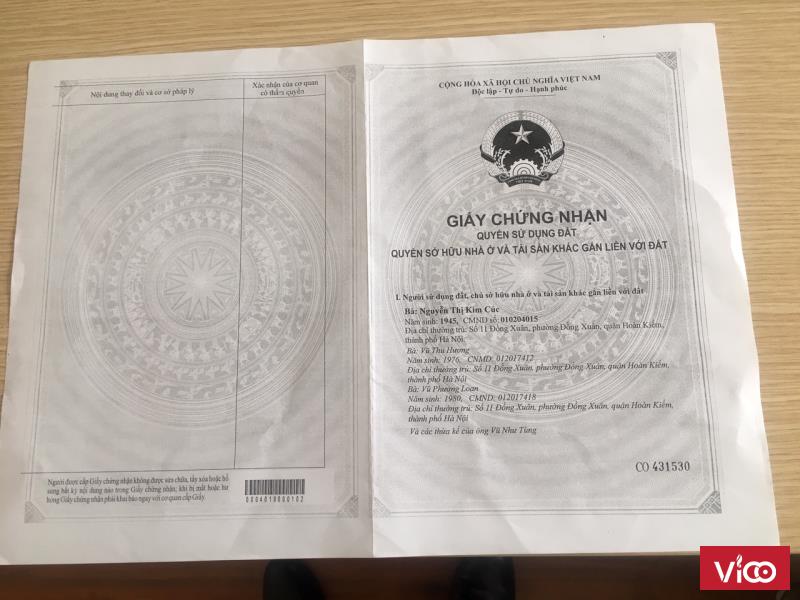 Nội dung thay đổi và cơ sở pháp lý
Xác nhận của cơ quan
có thẩm quyền
Người được cấp Giấy chứng nhận không được sửa chữa, tẩy xóa hoặc bổ
sung bất kỳ nội dung nào trong Giấy chứng nhận; khi bị mất hoặc hư
hỏng Giấy chứng nhận phải khai báo ngay với cơ quan cấp Giấy.
CỘNG HÒA XÃ HỘI CHỦ NGHĨA VIỆT NAM
Độc lập - Tự do - Hạnh phúc
GIẤY CHỨNG NHẬN
QUYỀN SỬ DỤNG ĐẤT
QUYỀN SỞ HỮU NHÀ Ở VÀ TÀI SẢN KHÁC GẮN LIỀN VỚI ĐẤT
I. Người sử dụng đất, chủ sở hữu nhà ở và tài sản khác gắn liền với đất
Bà: Nguyễn Thị Kim Cúc
Năm sinh: 1945, CMND số: 010204015
Địa chỉ thường trú: Số 11 Đồng Xuân, phường Đồng Xuân, quận Hoàn Kiếm,
thành phố Hà Nội
Bà: Vũ Thu Hương
Năm sinh: 1976, CNMD: 012017412
Địa chỉ thường trú: Số 11 Đồng Xuân, phường Đồng Xuân, quận Hoàn Kiếm,
thành phố Hà Nội
Bà: Vũ Phương Loan
Năm sinh: 1980, CMND: 012017418
Địa chỉ thường trú: Số 11 Đồng Xuân, phường Đồng Xuân, quận Hoàn Kiếm,
thành phố Hà Nội
Và các thừa kế của ông Vũ Như Tùng
CO 431530
Vicο